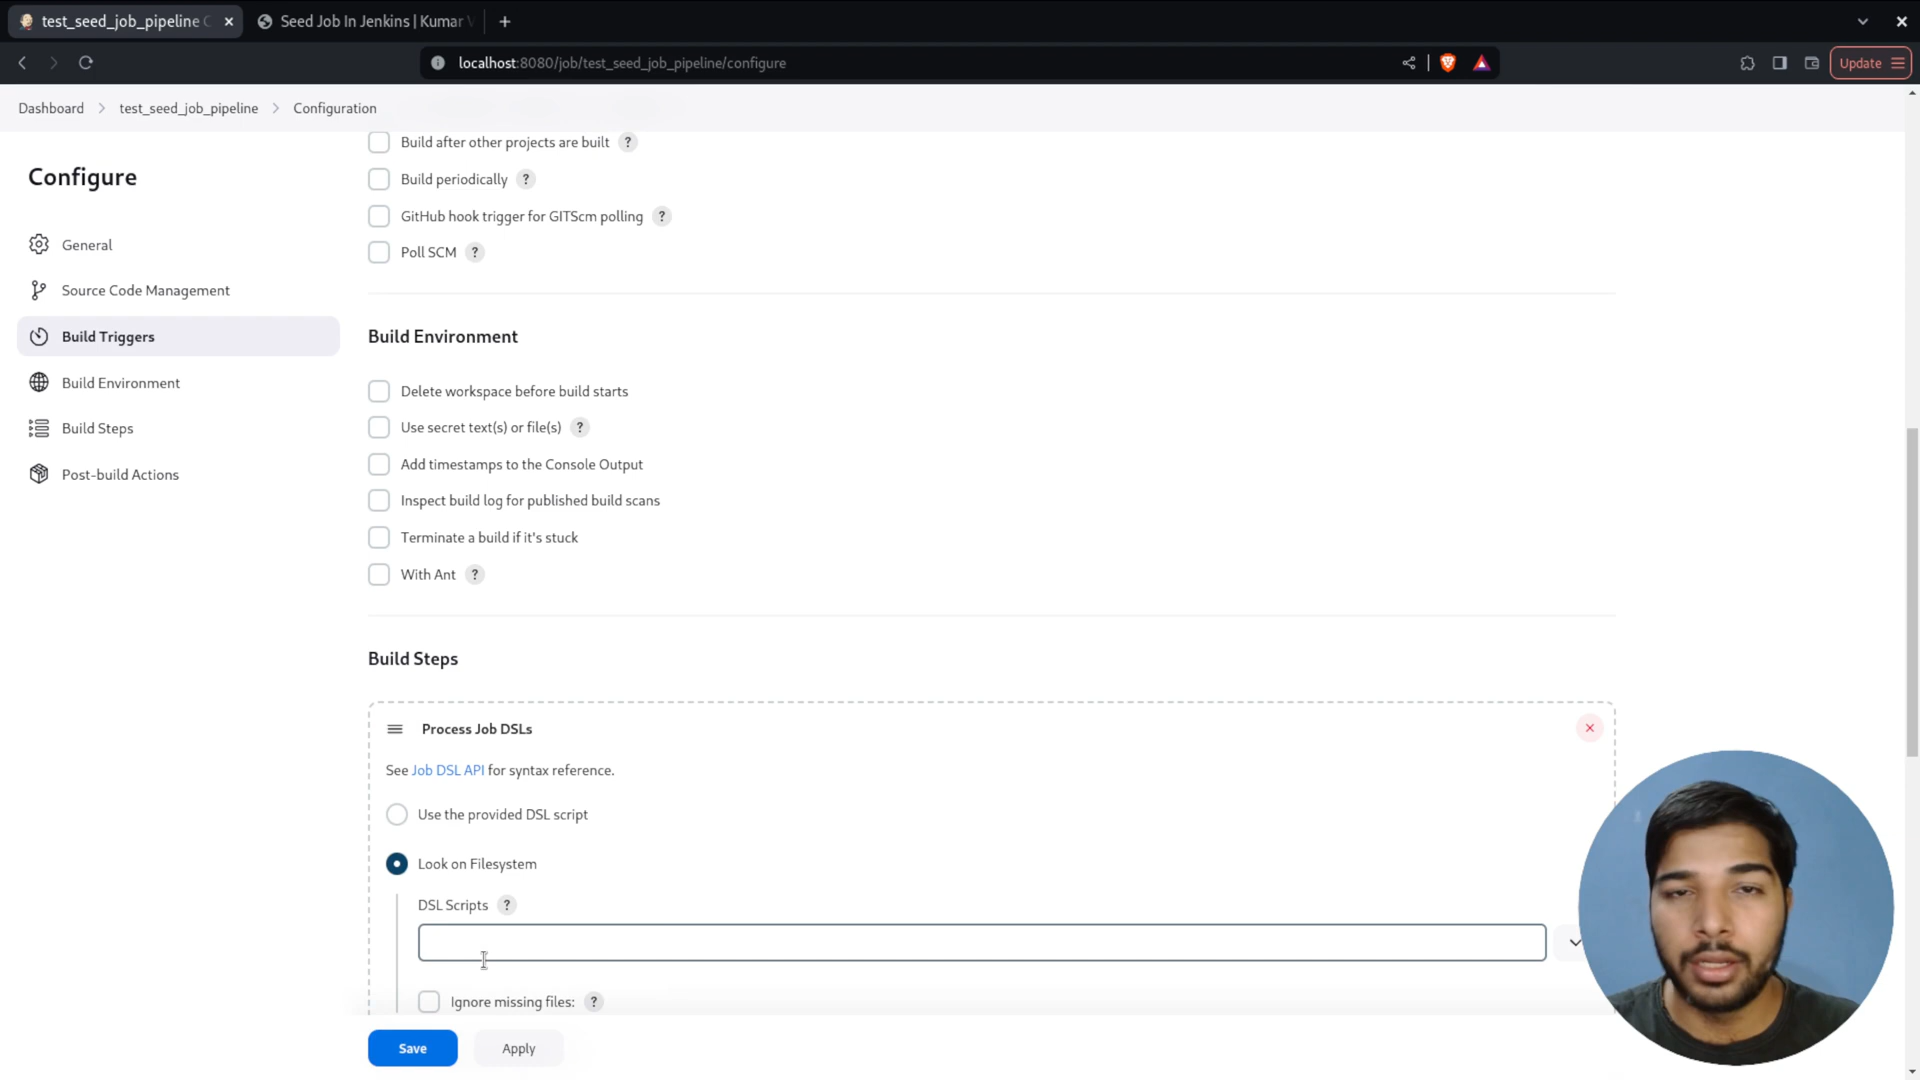 test_seed_job_pipeline C
Seed Job In Jenkins | Kumar V
localhost:8080/job/test_seed_job_pipeline/configure
Update
Dashboard > test_seed_job_pipeline > Configuration
Configure
General
Source Code Management
Build Triggers
Build Environment
Build Steps
Post-build Actions
Build after other projects are built ?
Build periodically ?
GitHub hook trigger for GITScm polling ?
Poll SCM ?
Build Environment
Delete workspace before build starts
Use secret text(s) or file(s) ?
Add timestamps to the Console Output
Inspect build log for published build scans
Terminate a build if it's stuck
With Ant ?
Build Steps
Process Job DSLs
See Job DSL API for syntax reference.
Use the provided DSL script
Look on Filesystem
DSL Scripts ?
Ignore missing files: ?
Save
Apply